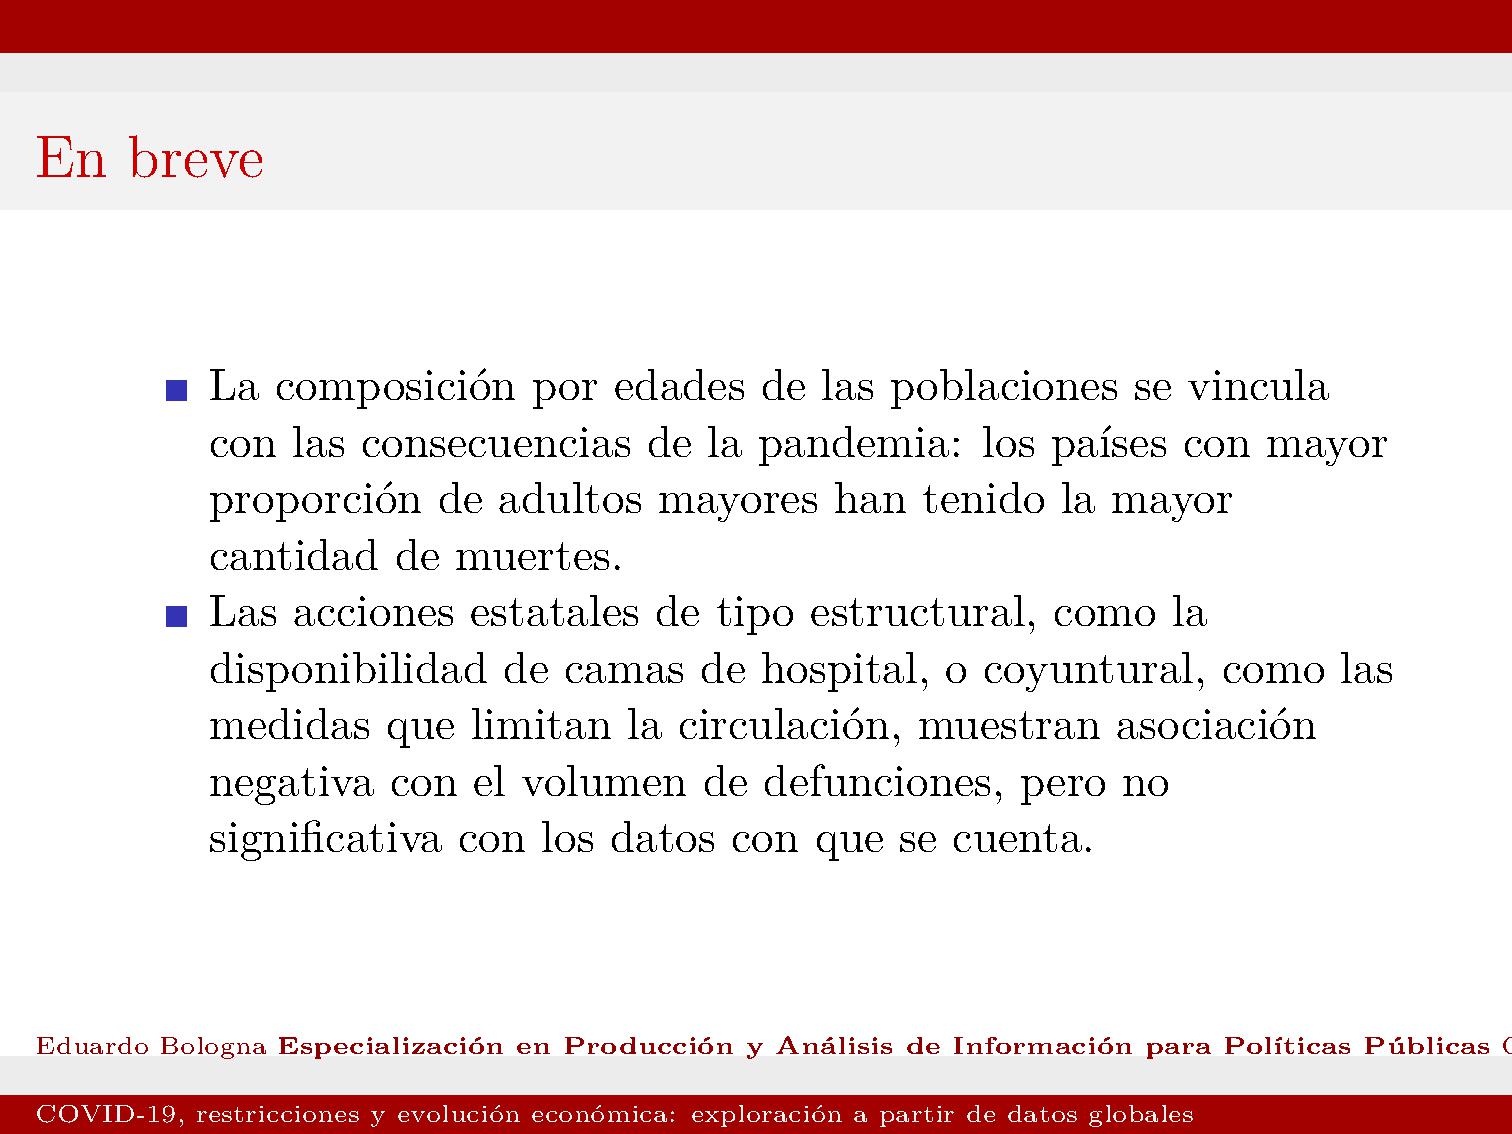 En breve
La composición por edades de las poblaciones se vincula
con las consecuencias de la pandemia: los países con mayor
proporción de adultos mayores han tenido la mayor
cantidad de muertes.
Las acciones estatales de tipo estructural, como la
disponibilidad de camas de hospital, o coyuntural, como las
medidas que limitan la circulación, muestran asociación
negativa con el volumen de defunciones, pero no
significativa con los datos con que se cuenta.
Eduardo Bologna Especialización en Producción y Análisis de Información para Políticas Públicas
COVID-19, restricciones y evolución económica: exploración a partir de datos globales